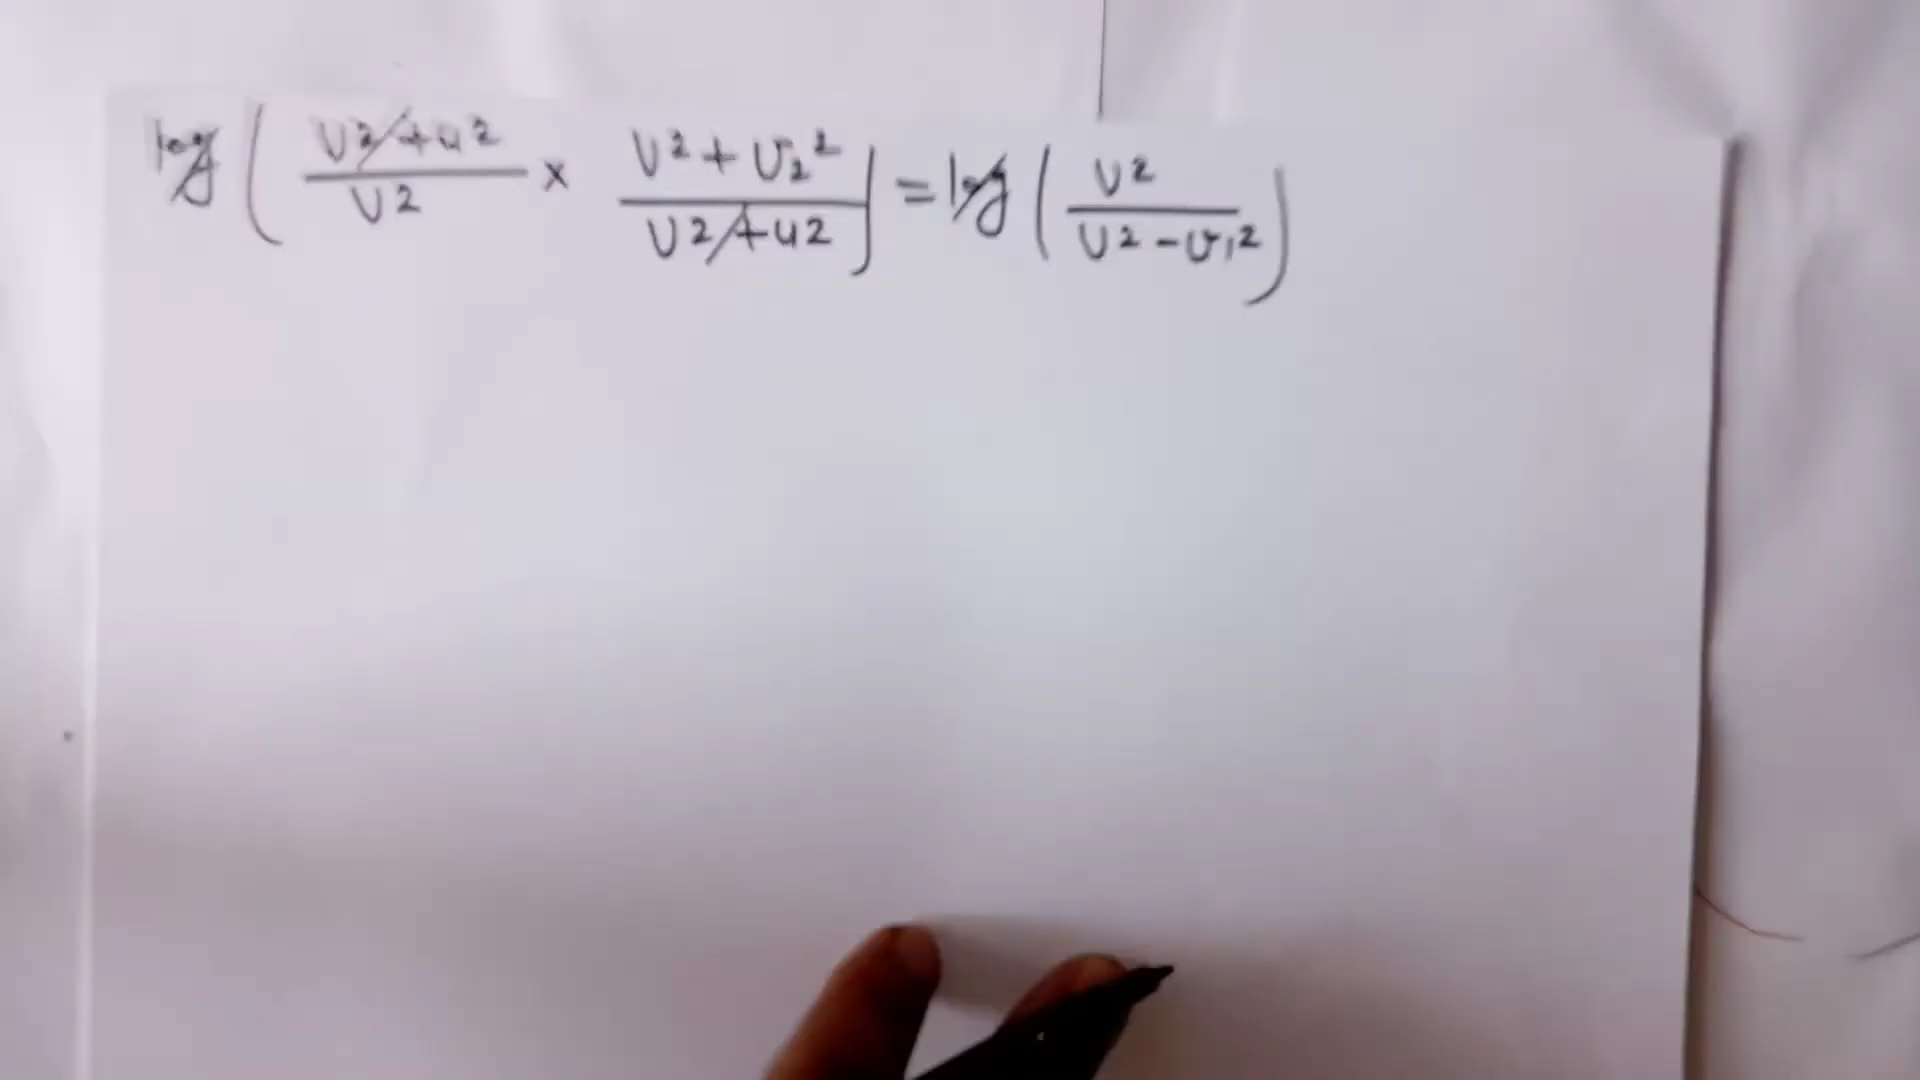 log ( V²+u² / V² × V²+v₂² / V²+u² ) = log ( V² / V²-v₁² )